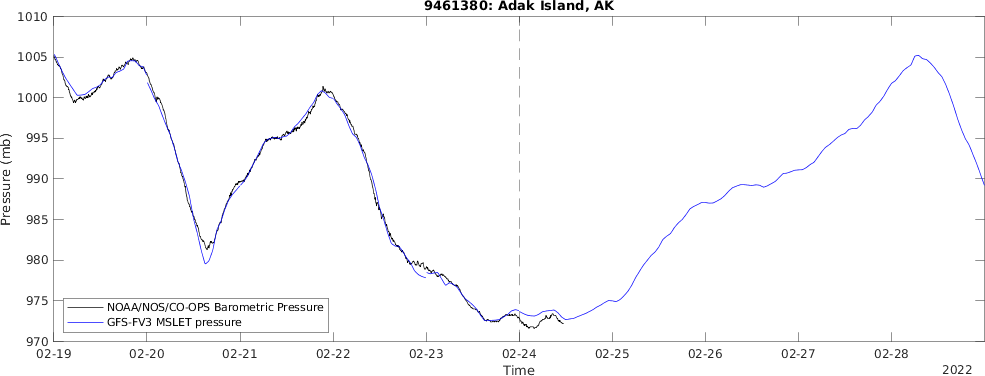 9461380: Adak Island, AK
Pressure (mb)
1010
1005
1000
995
990
985
980
975
970
NOAA/NOS/CO-OPS Barometric Pressure
GFS-FV3 MSLET pressure
02-19 02-20 02-21 02-22 02-23 02-24 02-25 02-26 02-27 02-28
Time
2022